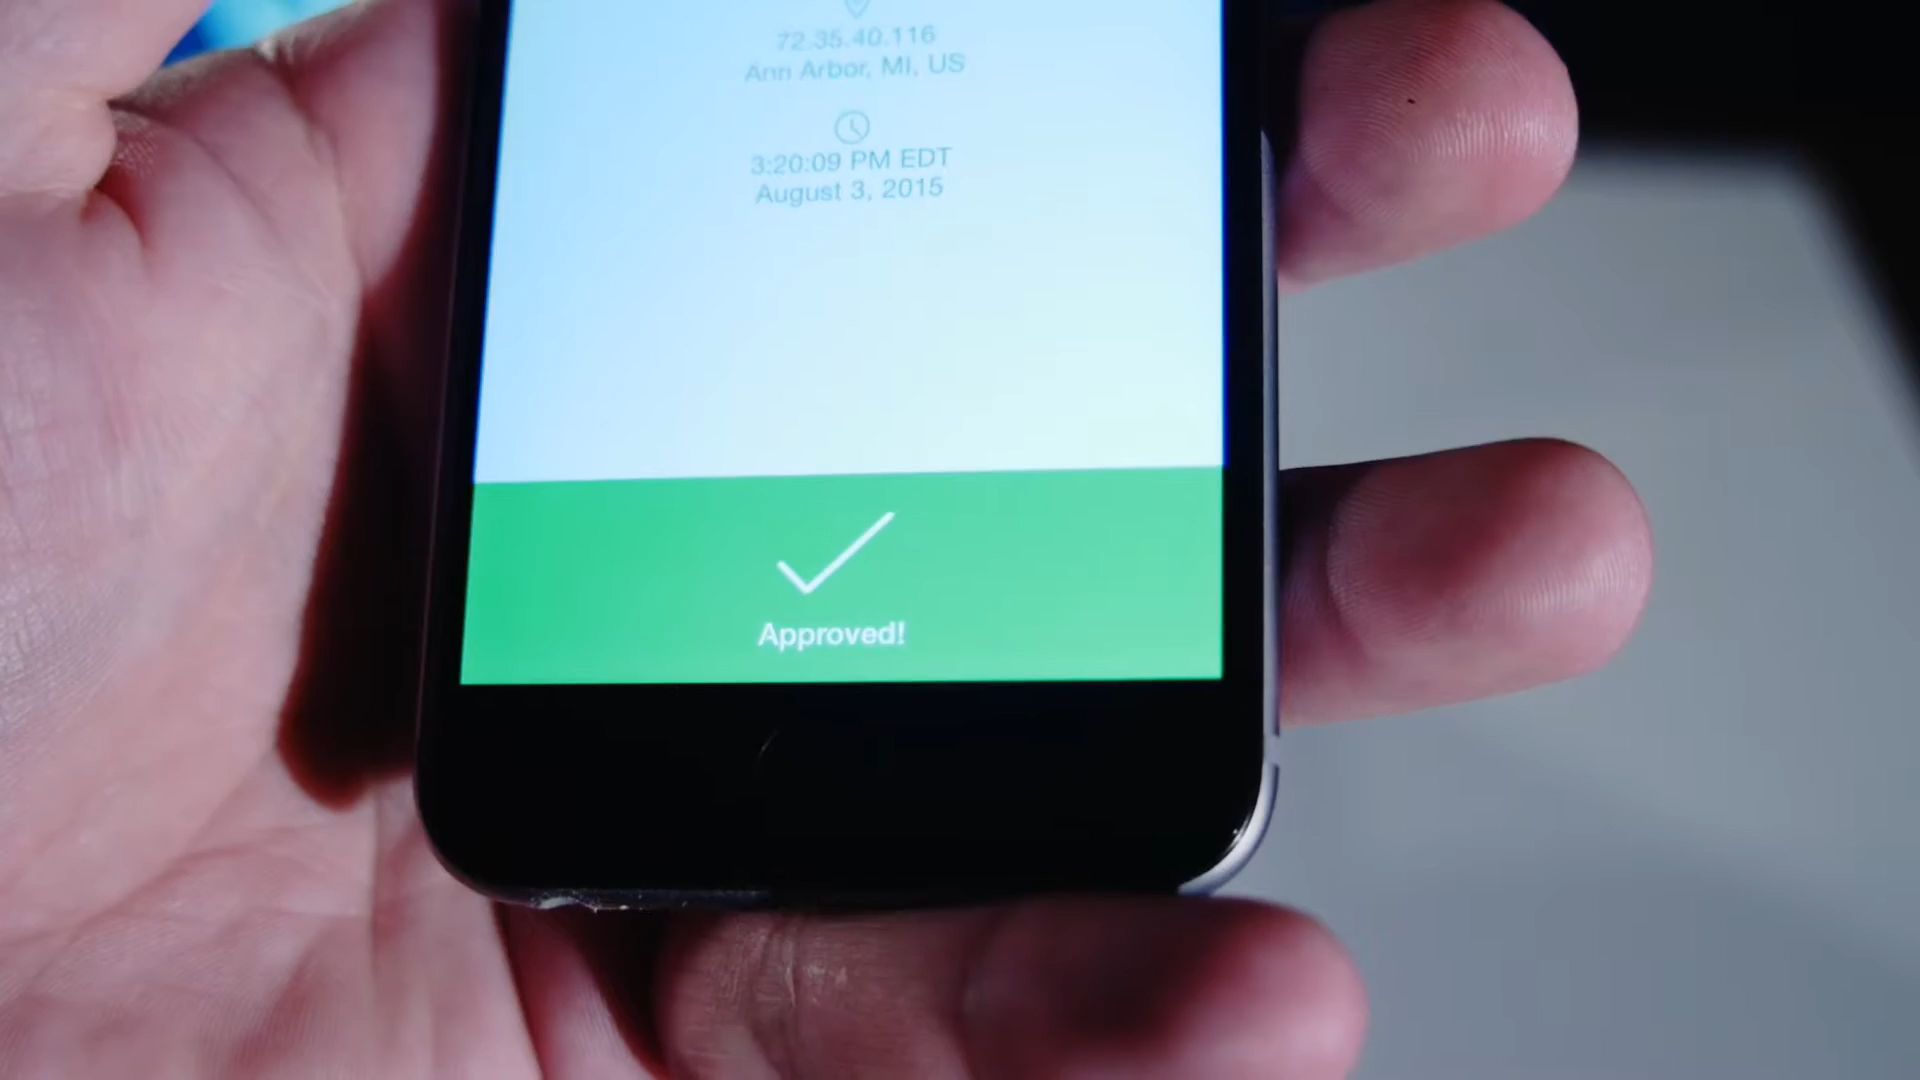 72.35.40.116
Ann Arbor, MI, US
3:20:09 PM EDT
August 3, 2015
Approved!